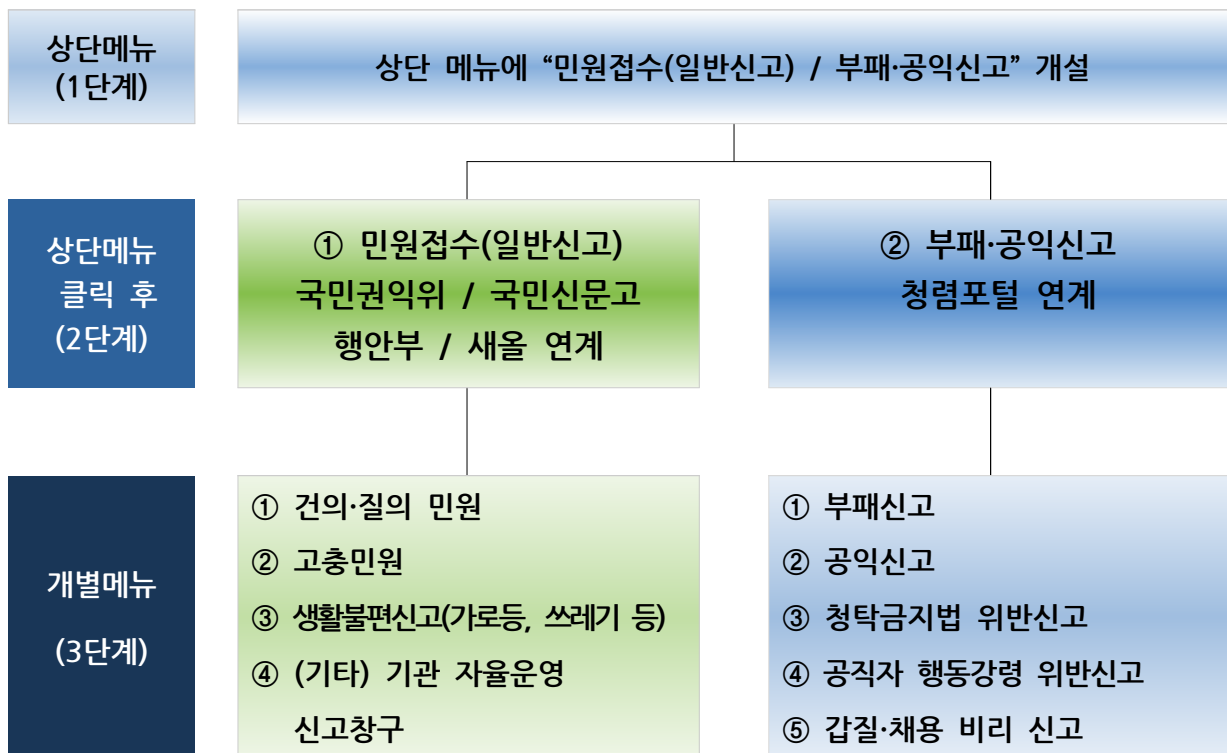 상단메뉴
(1단계)
상단 메뉴에 “민원접수(일반신고) / 부패·공익신고” 개설
상단메뉴
클릭 후
(2단계)
① 민원접수(일반신고)
국민권익위 / 국민신문고
행안부 / 새올 연계
② 부패·공익신고
청렴포털 연계
개별메뉴
(3단계)
① 건의·질의 민원
② 고충민원
③ 생활불편신고(가로등, 쓰레기 등)
④ (기타) 기관 자율운영
신고창구
① 부패신고
② 공익신고
③ 청탁금지법 위반신고
④ 공직자 행동강령 위반신고
⑤ 갑질·채용 비리 신고